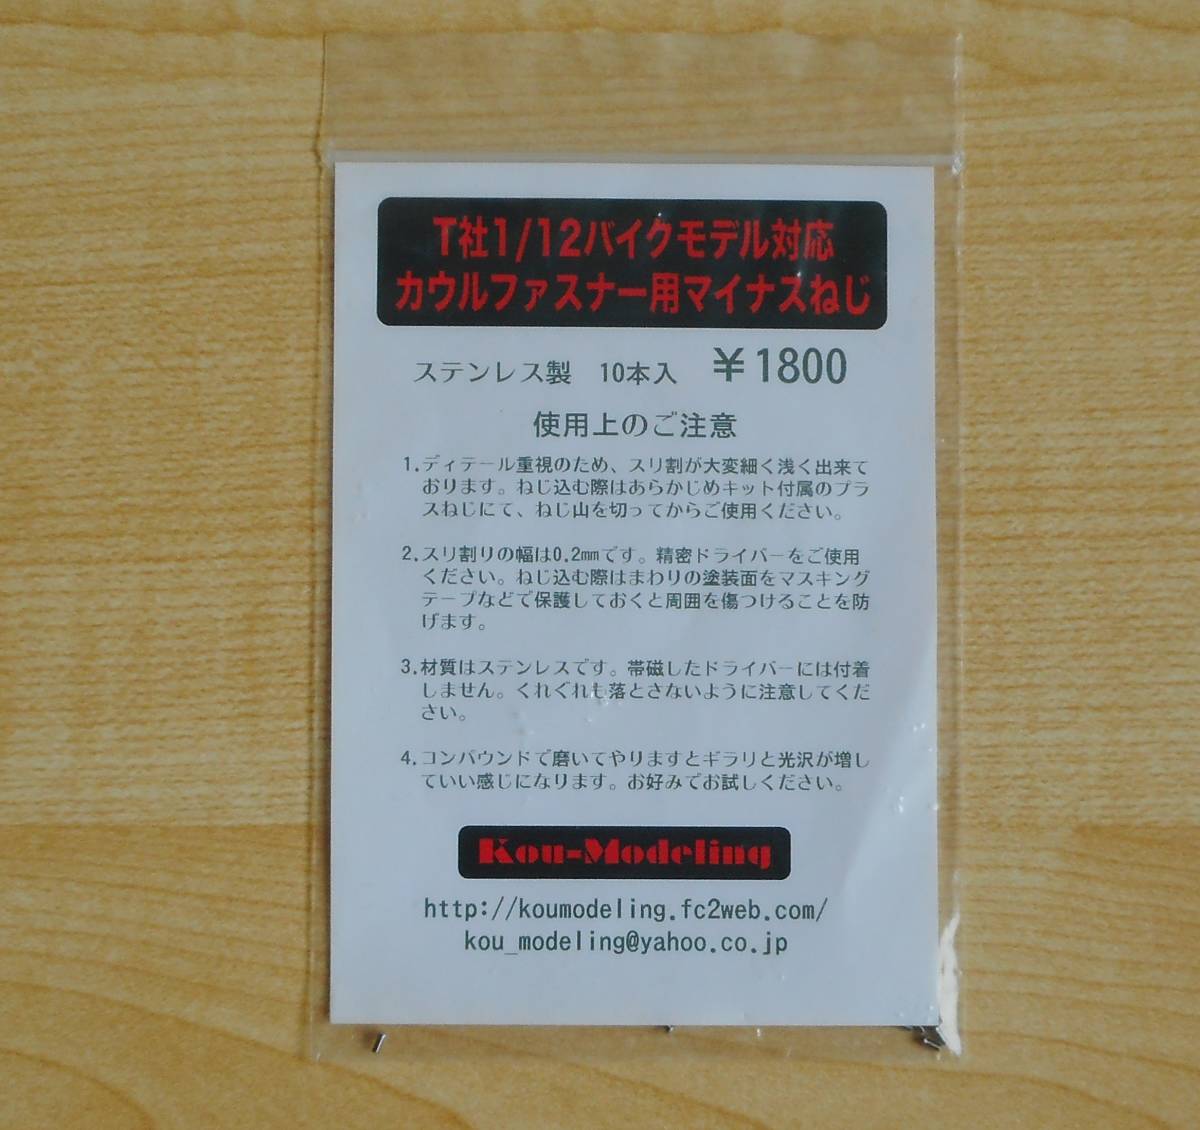 T社1/12バイクモデル対応
カウルファスナー用マイナスねじ
ステンレス製 10本入 ￥1800
使用上のご注意
1.ディテール重視のため、スリ割が大変細く浅く出来て
おります。ねじ込む際はあらかじめキット付属のプラ
スねじにて、ねじ山を切ってからご使用ください。
2.スリ割りの幅は0.2㎜です。精密ドライバーをご使用
ください。ねじ込む際はまわりの塗装面をマスキング
テープなどで保護しておくと周囲を傷つけることを防
げます。
3.材質はステンレスです。帯磁したドライバーには付着
しません。くれぐれも落とさないように注意してくだ
さい。
4.コンパウンドで磨いてやりますとギラリと光沢が増し
ていい感じになります。お好みでお試しください。
Kou-Modeling
http://koumodeling.fc2web.com/
kou_modeling@yahoo.co.jp